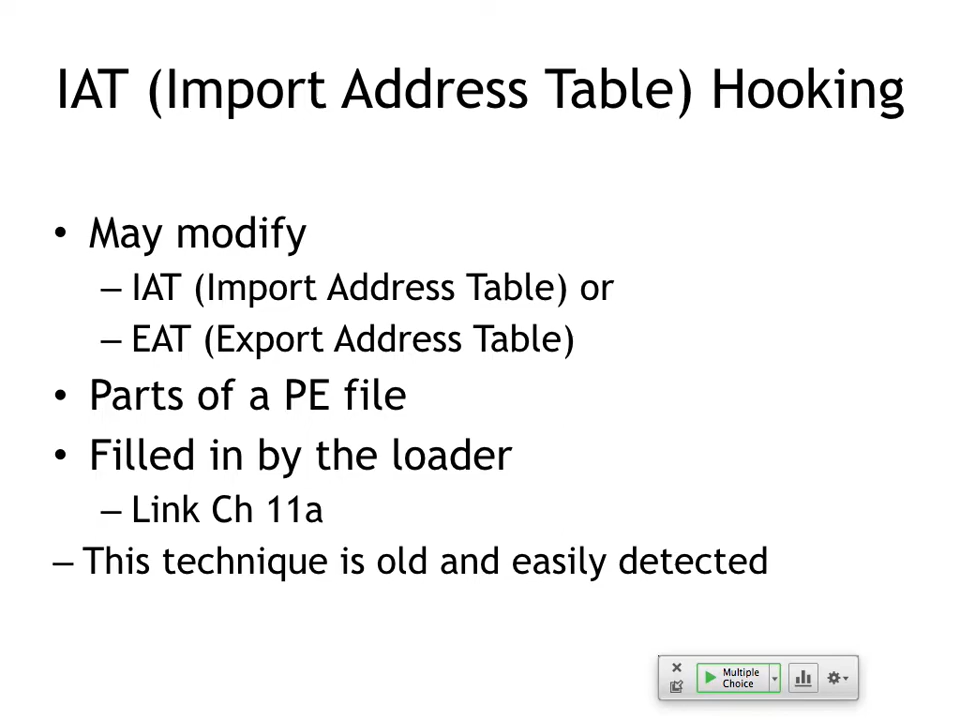 IAT (Import Address Table) Hooking
• May modify
– IAT (Import Address Table) or
– EAT (Export Address Table)
• Parts of a PE file
• Filled in by the loader
– Link Ch 11a
– This technique is old and easily detected
Multiple
Choice